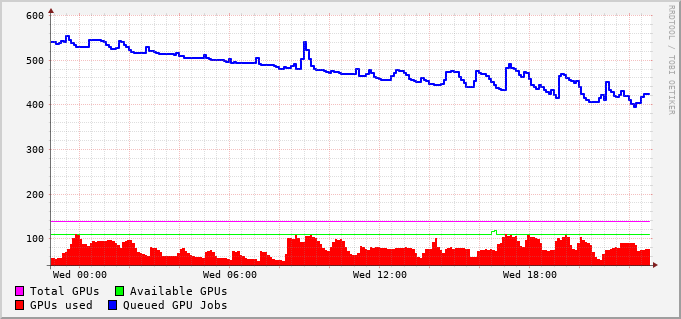 600
500
400
300
200
100
Wed 00:00 Wed 06:00 Wed 12:00 Wed 18:00
Total GPUs Available GPUs
GPUs used Queued GPU Jobs
RRDTOOL / TOBI OETIKER